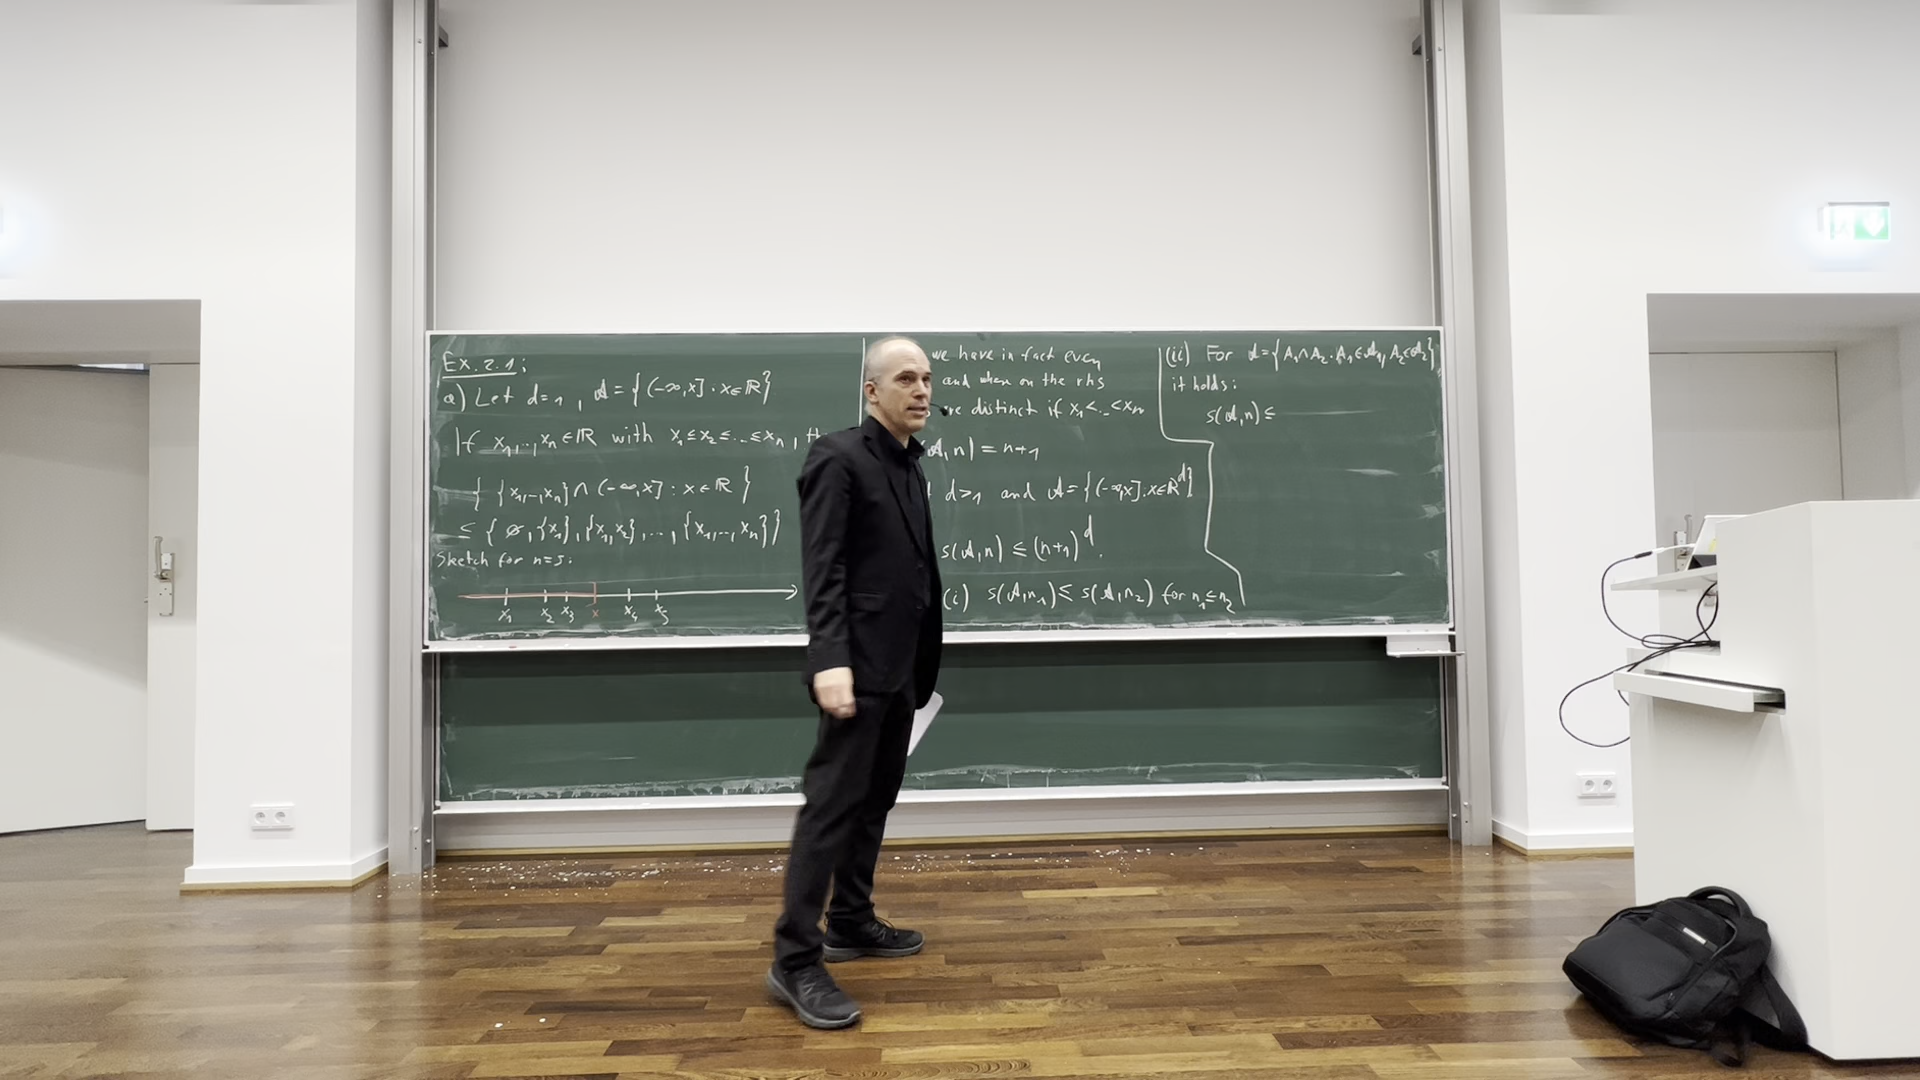 Ex. 2.1:
a) Let d=1, 𝒜 = { (-∞,x] : x∈ℝ }
If x₁,..,xₙ ∈ ℝ with x₁ ≤ x₂ ≤ ... ≤ xₙ,
{ {x₁,..,xₙ} ∩ (-∞,x] : x∈ℝ }
⊆ { ∅, {x₁}, {x₁,x₂}, ..., {x₁,..,xₙ} }
Sketch for n=5:
x₁ x₂ x₃ x x₄ x₅
we have in fact every
and when on the rhs
distinct if x₁<..<xₙ
𝒜,n) = n+1
d>1 and 𝒜 = { (-∞,x] : x∈ℝᵈ }
s(𝒜,n) ≤ (n+1)ᵈ.
(i) s(𝒜,n₁) ≤ s(𝒜,n₂) for n₁≤n₂
(ii) For 𝒜 = { A₁∩A₂ : A₁∈𝒜₁, A₂∈𝒜₂ }
it holds:
s(𝒜,n) ≤